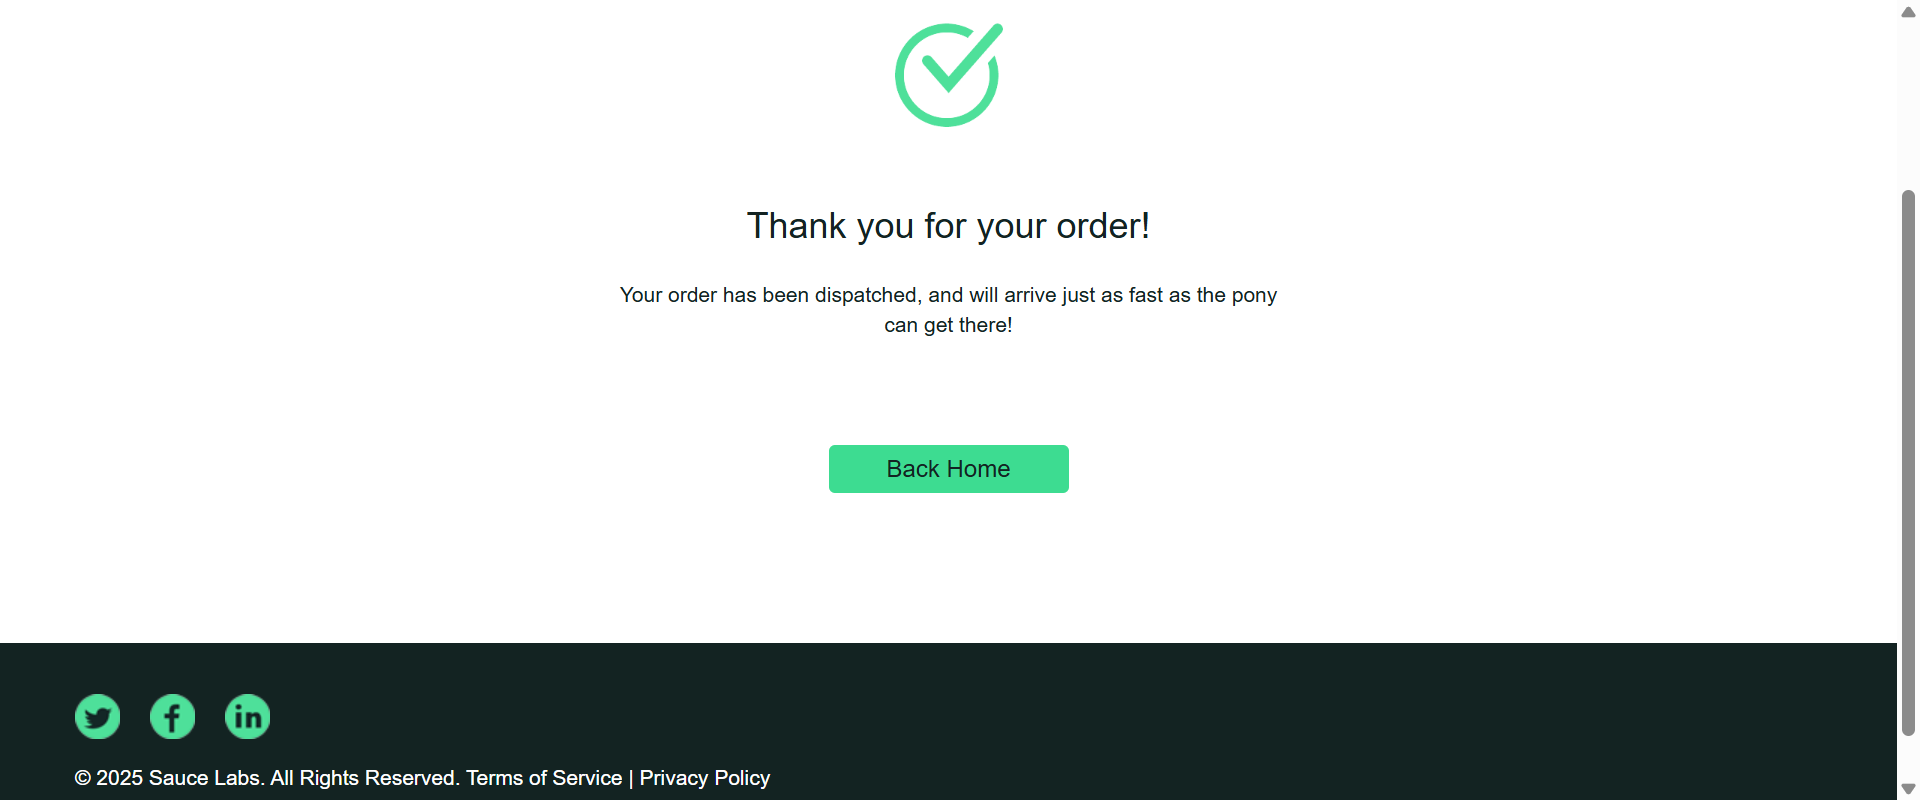 Thank you for your order!
Your order has been dispatched, and will arrive just as fast as the pony
can get there!
Back Home
© 2025 Sauce Labs. All Rights Reserved. Terms of Service | Privacy Policy